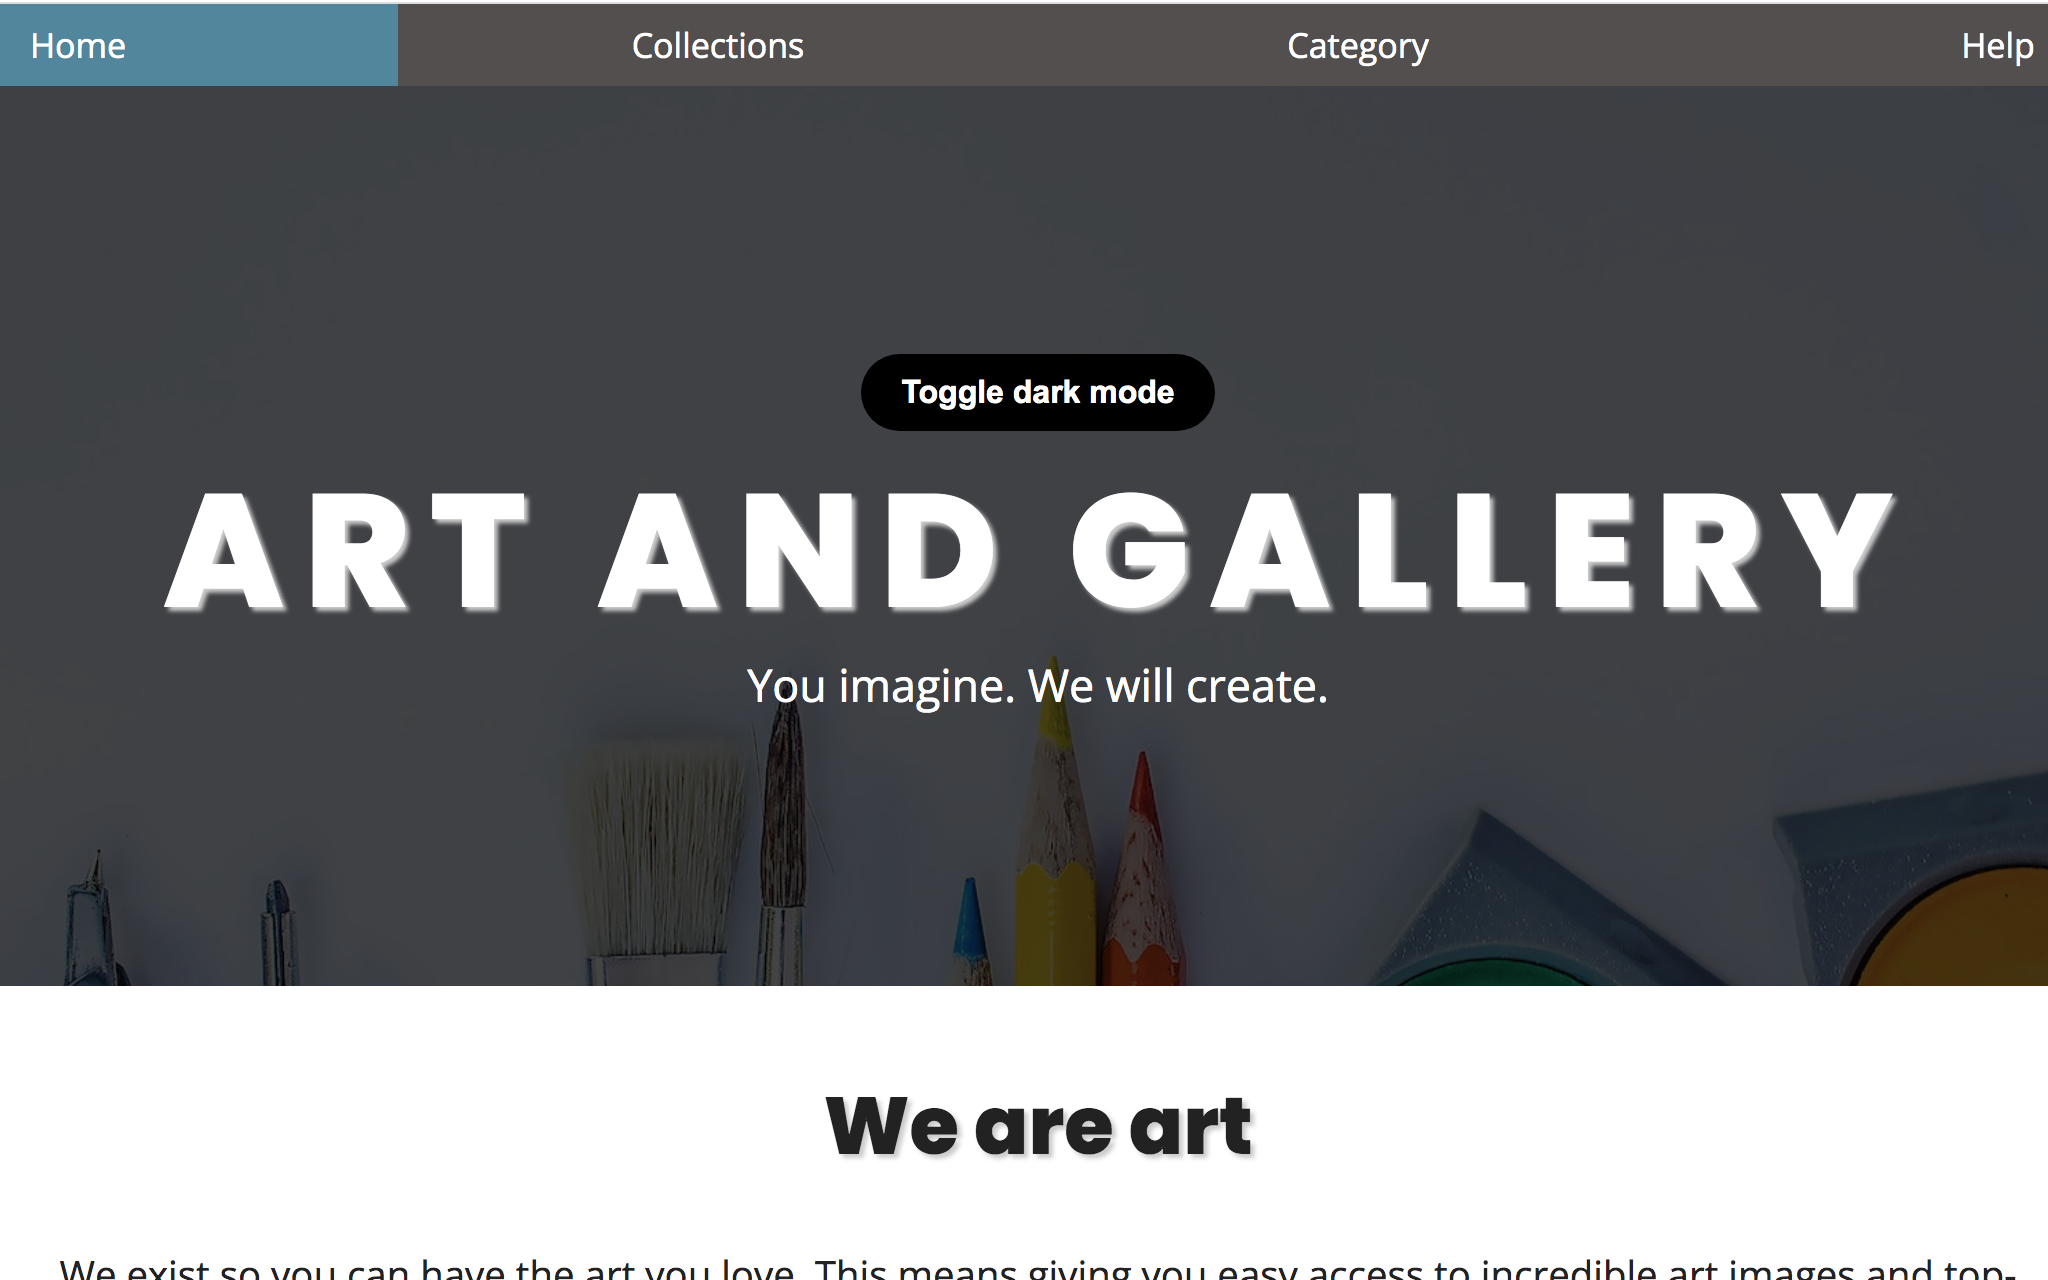 Home Collections Category Help
Toggle dark mode
ART AND GALLERY
You imagine. We will create.
We are art
We exist so you can have the art you love. This means giving you easy access to incredible art images and top-